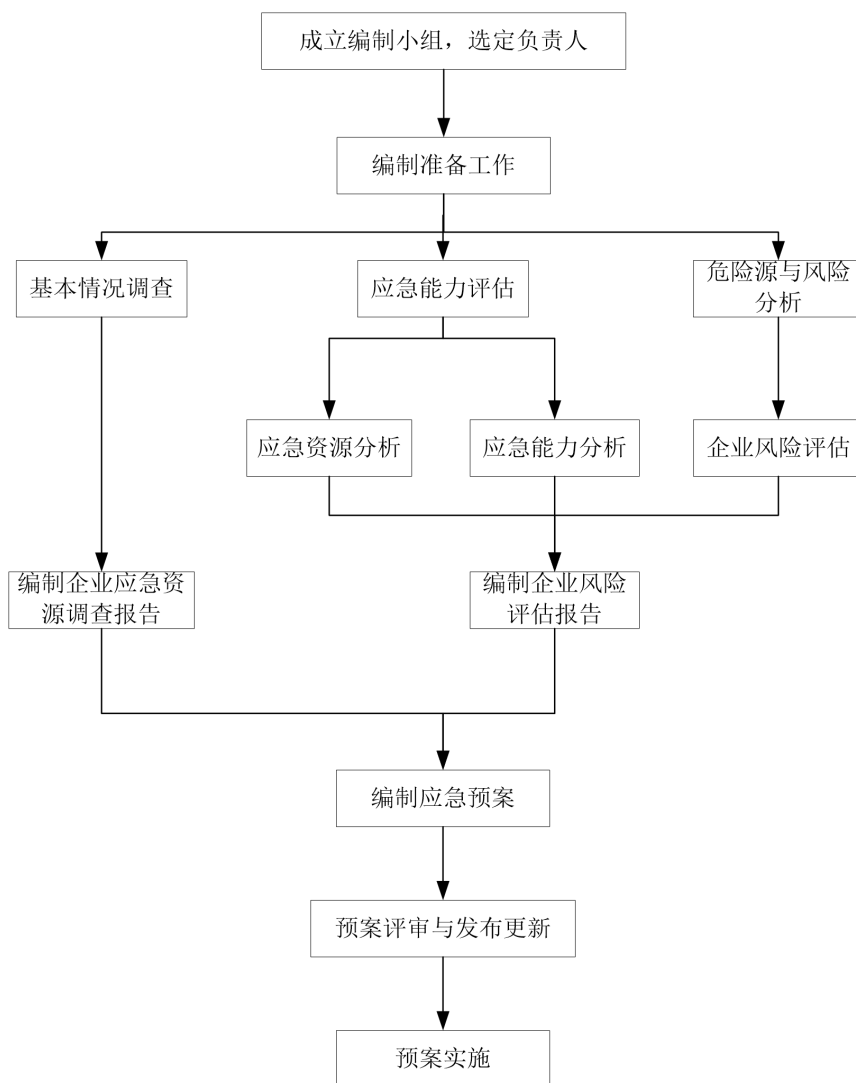 成立编制小组，选定负责人
编制准备工作
基本情况调查
应急能力评估
危险源与风险
分析
应急资源分析
应急能力分析
企业风险评估
编制企业应急资
源调查报告
编制企业风险
评估报告
编制应急预案
预案评审与发布更新
预案实施